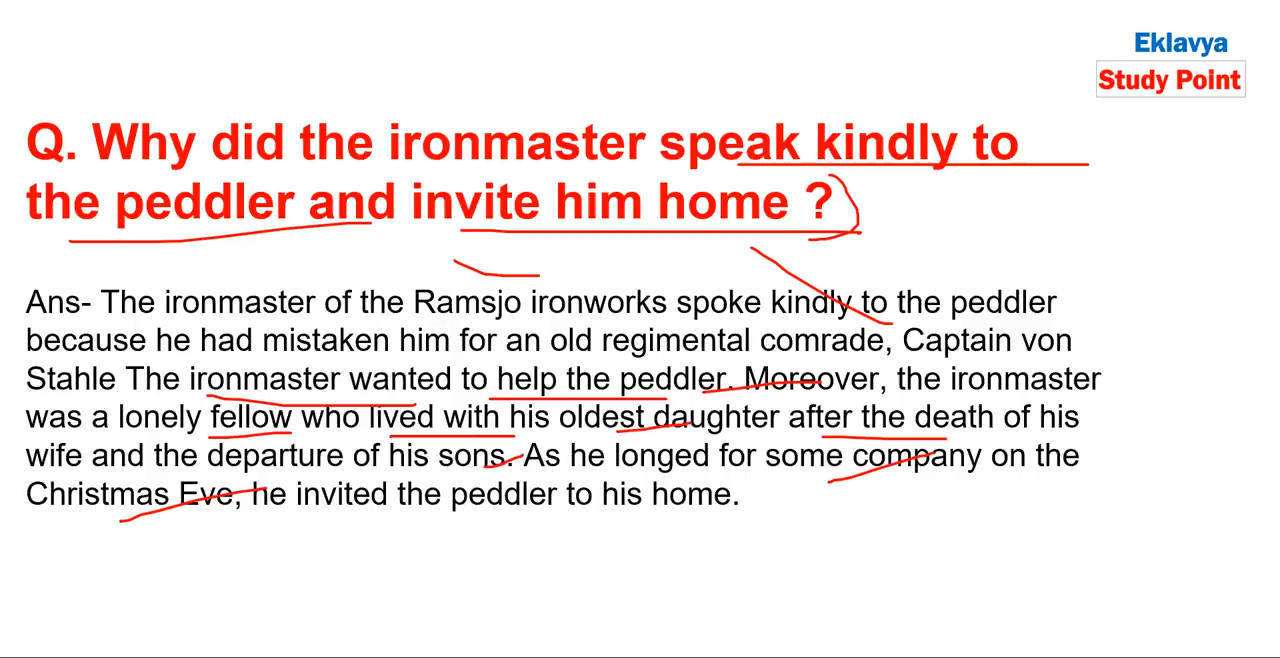 Eklavya
Study Point
Q. Why did the ironmaster speak kindly to
the peddler and invite him home ?
Ans- The ironmaster of the Ramsjo ironworks spoke kindly to the peddler
because he had mistaken him for an old regimental comrade, Captain von
Stahle The ironmaster wanted to help the peddler. Moreover, the ironmaster
was a lonely fellow who lived with his oldest daughter after the death of his
wife and the departure of his sons. As he longed for some company on the
Christmas Eve, he invited the peddler to his home.